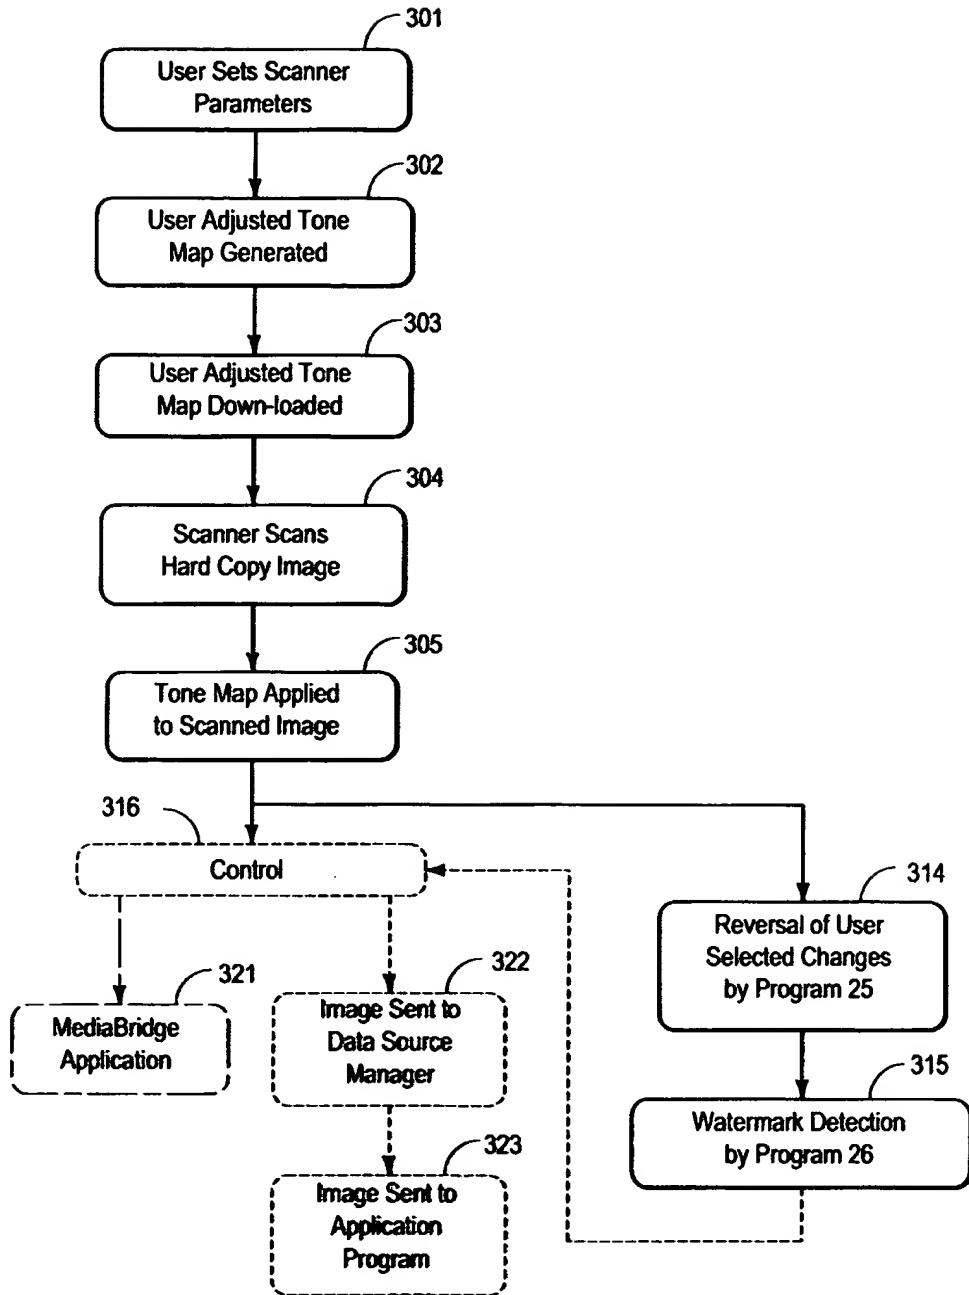 301
User Sets Scanner
Parameters
302
User Adjusted Tone
Map Generated
303
User Adjusted Tone
Map Down-loaded
304
Scanner Scans
Hard Copy Image
305
Tone Map Applied
to Scanned Image
316
Control
314
Reversal of User
Selected Changes
by Program 25
321
MediaBridge
Application
322
Image Sent to
Data Source
Manager
315
Watermark Detection
by Program 26
323
Image Sent to
Application
Program